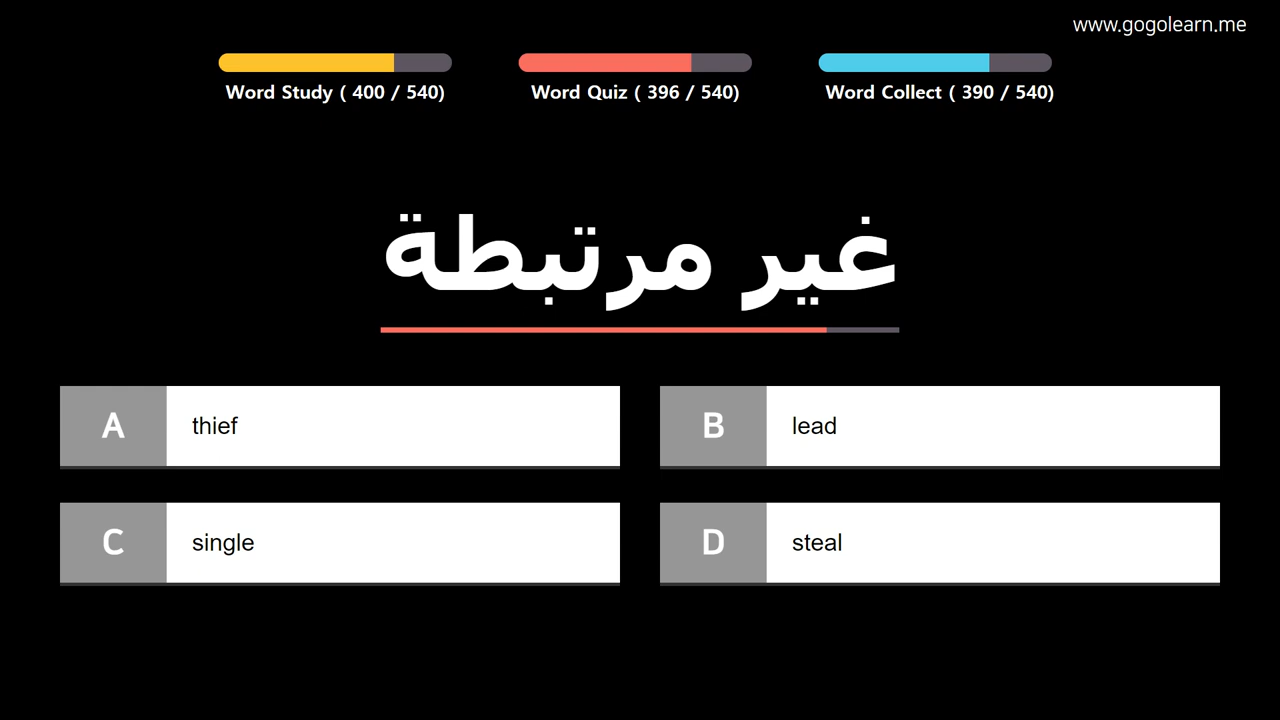 www.gogolearn.me
Word Study ( 400 / 540)
Word Quiz ( 396 / 540)
Word Collect ( 390 / 540)
غير مرتبطة
A thief
B lead
C single
D steal